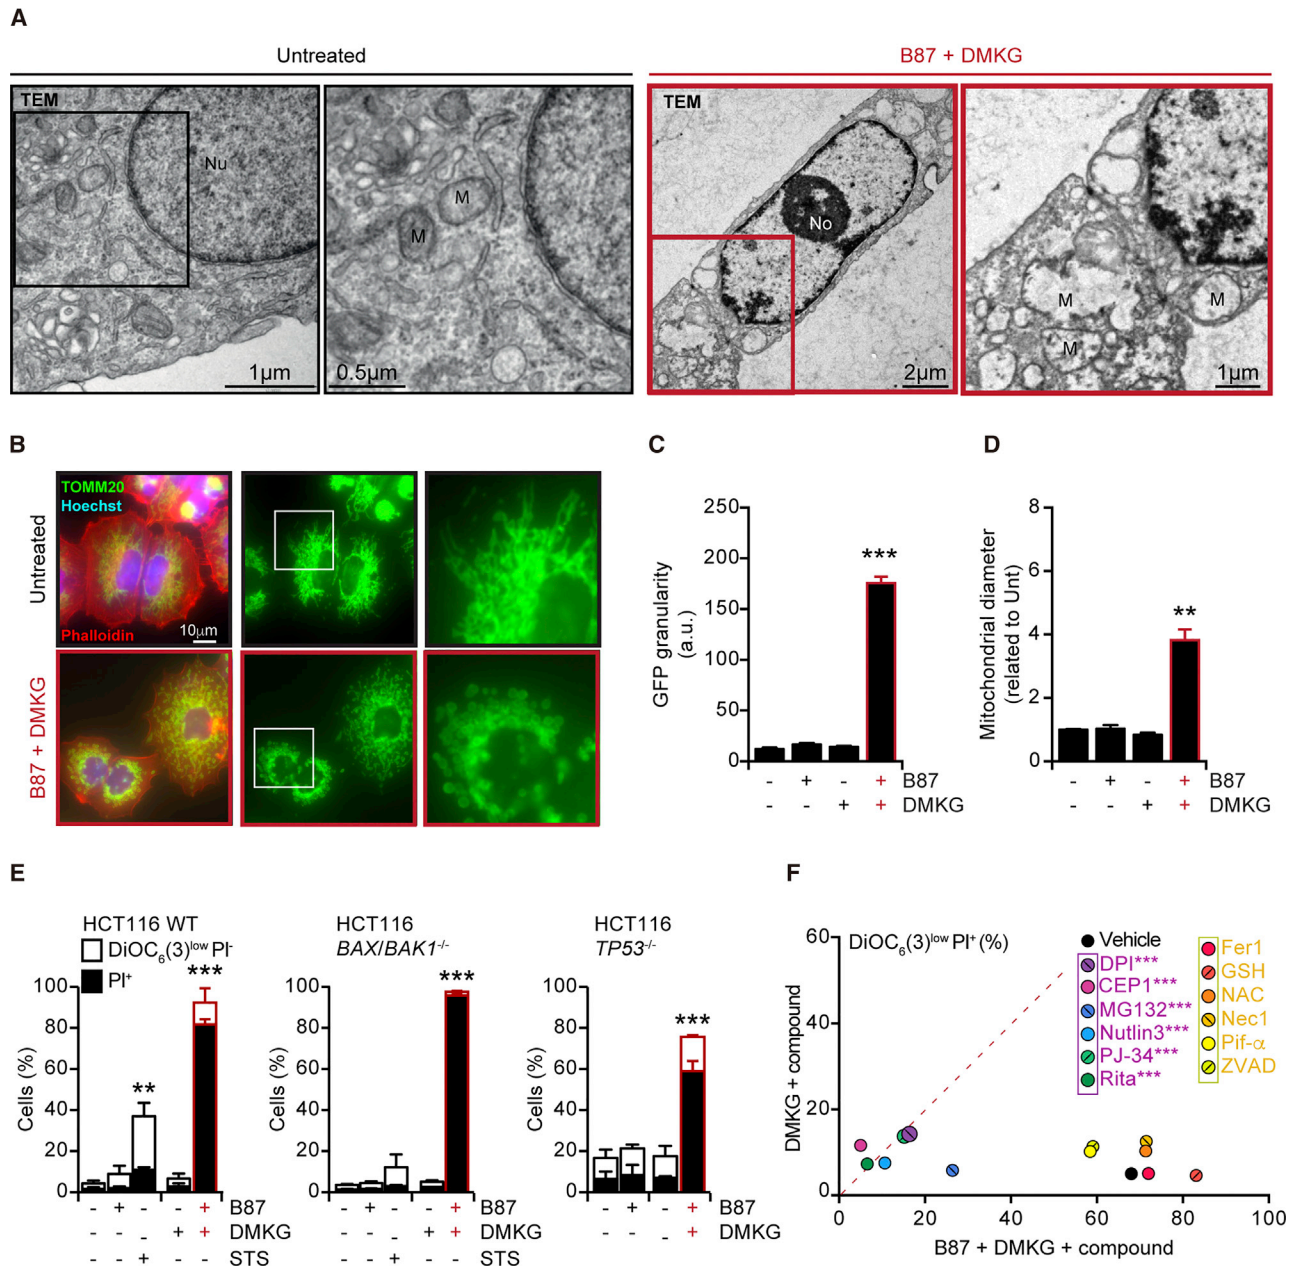 A
Untreated
B87 + DMKG
TEM
Nu
1μm
M
M
0.5μm
TEM
No
2μm
M
M
M
1μm
B
Untreated
TOMM20
Hoechst
Phalloidin
10μm
B87 + DMKG
C
GFP granularity
(a.u.)
250
200
150
100
50
0
***
- + - + B87
- - + + DMKG
D
Mitochondrial diameter
(related to Unt)
8
6
4
2
0
**
- + - + B87
- - + + DMKG
E
HCT116 WT
DiOC6(3)low PI-
PI+
Cells (%)
100
80
60
40
20
0
**
***
HCT116
BAX/BAK1-/-
Cells (%)
100
80
60
40
20
0
***
HCT116
TP53-/-
Cells (%)
100
80
60
40
20
0
***
- + - - +
- - - + +
- - + - -
- + - - +
- - - + +
- - + - -
- + - + B87
- - + + DMKG
STS
F
DiOC6(3)low PI+ (%)
DMKG + compound
60
40
20
0
0 20 40 60 80 100
B87 + DMKG + compound
Vehicle
DPI***
CEP1***
MG132***
Nutlin3***
PJ-34***
Rita***
Fer1
GSH
NAC
Nec1
Pif-α
ZVAD